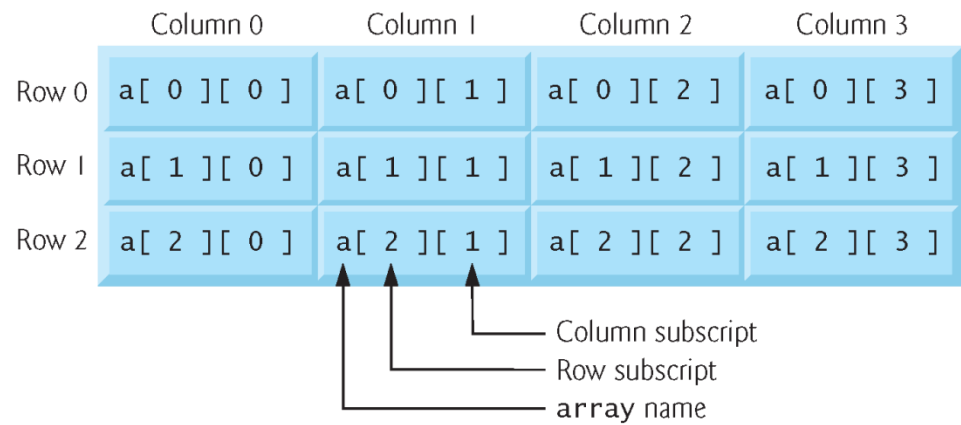 Column 0 Column 1 Column 2 Column 3
Row 0 a[ 0 ][ 0 ] a[ 0 ][ 1 ] a[ 0 ][ 2 ] a[ 0 ][ 3 ]
Row 1 a[ 1 ][ 0 ] a[ 1 ][ 1 ] a[ 1 ][ 2 ] a[ 1 ][ 3 ]
Row 2 a[ 2 ][ 0 ] a[ 2 ][ 1 ] a[ 2 ][ 2 ] a[ 2 ][ 3 ]
Column subscript
Row subscript
array name